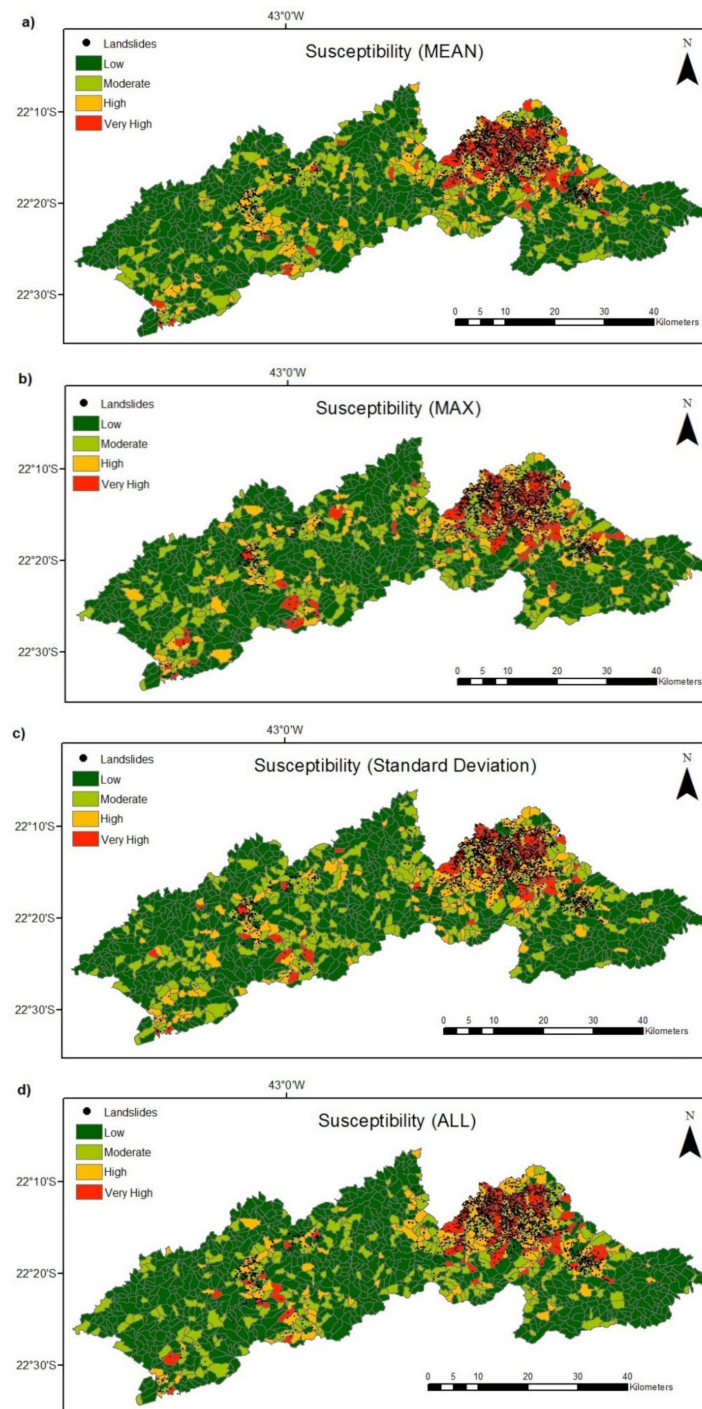 a)
43°0'W
Landslides
Susceptibility (MEAN)
N
Low
Moderate
High
Very High
22°10'S
22°20'S
22°30'S
0 5 10 20 30 40
Kilometers
b)
43°0'W
Landslides
Susceptibility (MAX)
N
Low
Moderate
High
Very High
22°10'S
22°20'S
22°30'S
0 5 10 20 30 40
Kilometers
c)
43°0'W
Landslides
Susceptibility (Standard Deviation)
N
Low
Moderate
High
Very High
22°10'S
22°20'S
22°30'S
0 5 10 20 30 40
Kilometers
d)
43°0'W
Landslides
Susceptibility (ALL)
N
Low
Moderate
High
Very High
22°10'S
22°20'S
22°30'S
0 5 10 20 30 40
Kilometers